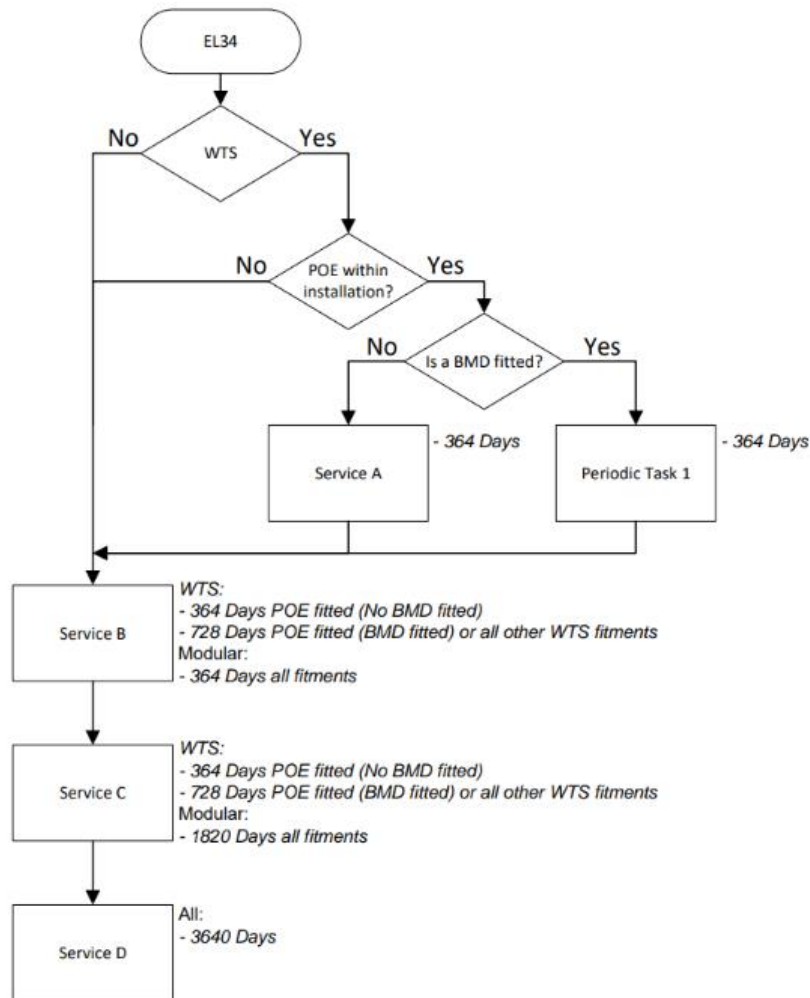 EL34
No
Yes
WTS
No
Yes
POE within
installation?
No
Yes
Is a BMD fitted?
- 364 Days
- 364 Days
Service A
Periodic Task 1
WTS:
- 364 Days POE fitted (No BMD fitted)
Service B
- 728 Days POE fitted (BMD fitted) or all other WTS fitments
Modular:
- 364 Days all fitments
WTS:
- 364 Days POE fitted (No BMD fitted)
Service C
- 728 Days POE fitted (BMD fitted) or all other WTS fitments
Modular:
- 1820 Days all fitments
All:
- 3640 Days
Service D